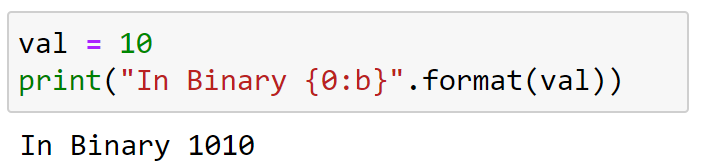 val = 10
print("In Binary {0:b}".format(val))
In Binary 1010